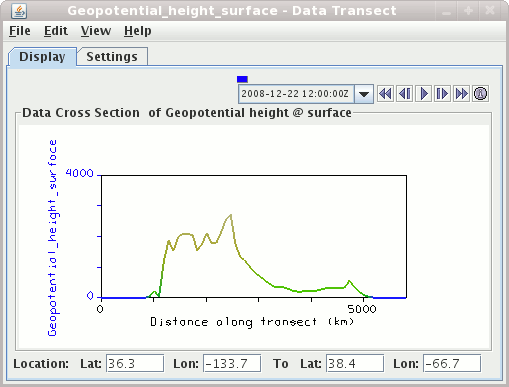 Geopotential_height_surface - Data Transect
File Edit View Help
Display Settings
2008-12-22 12:00:00Z
Data Cross Section of Geopotential height @ surface
Geopotential_height_surface
4000
0
0 5000
Distance along transect (km)
Location: Lat: 36.3 Lon: -133.7 To Lat: 38.4 Lon: -66.7